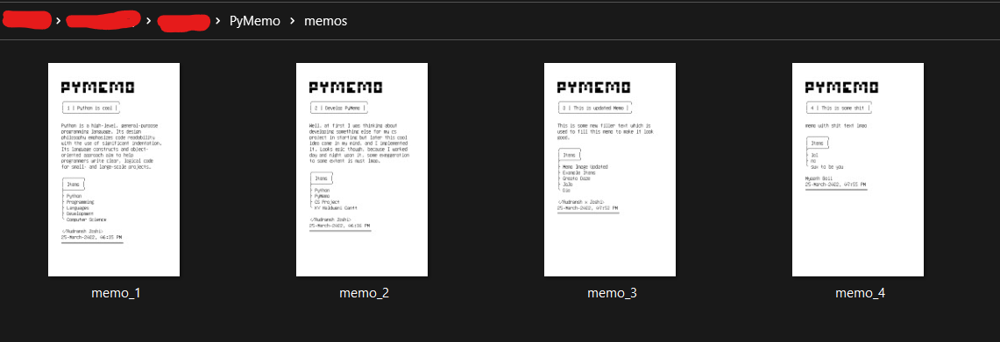 PyMemo > memos
PYMEMO
1 | Python is cool |
Python is a high-level, general-purpose
programming language. Its design
philosophy emphasizes code readability
with the use of significant indentation.
Its language constructs and object-
oriented approach aim to help
programmers write clear, logical code
for small- and large-scale projects.
Items
Python
Programming
Languages
Development
Computer Science
</Rudransh Joshi>
25-March-2022, 06:35 PM
memo_1
PYMEMO
2 | Develop PyMemo |
Well, at first I was thinking about
developing something else for my cs
project in starting but later this cool
idea came in my mind, and I implemented
it. Looks epic though, because I worked
day and night upon it, some exaggeration
to some extent is must lmao.
Items
Python
PyMemo
CS Project
KV Haldwani Cantt
</Rudransh Joshi>
25-March-2022, 06:38 PM
memo_2
PYMEMO
3 | This is updated Memo |
This is some new filler text which is
used to fill this memo to make it look
good.
Items
Memo Image Updated
Example Items
Greato Daze
JoJo
Dio
</Rudransh Joshi>
25-March-2022, 07:52 PM
memo_3
PYMEMO
4 | This is some shit |
memo with shit text lmao
Items
lol
no
sux to be you
25-March-2022, 07:55 PM
memo_4